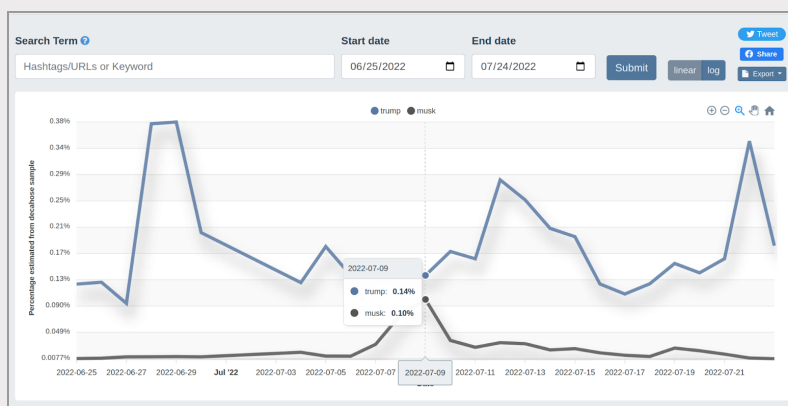 Search Term
Start date
End date
Tweet
Share
Export
Hashtags/URLs or Keyword
06/25/2022
07/24/2022
Submit
linear
log
trump
musk
Percentage estimated from decahose sample
0.38%
0.34%
0.29%
0.25%
0.21%
0.17%
0.13%
0.090%
0.049%
0.0077%
2022-07-09
trump: 0.14%
musk: 0.10%
2022-06-25 2022-06-27 2022-06-29 Jul '22 2022-07-03 2022-07-05 2022-07-07 2022-07-09 2022-07-11 2022-07-13 2022-07-15 2022-07-17 2022-07-19 2022-07-21